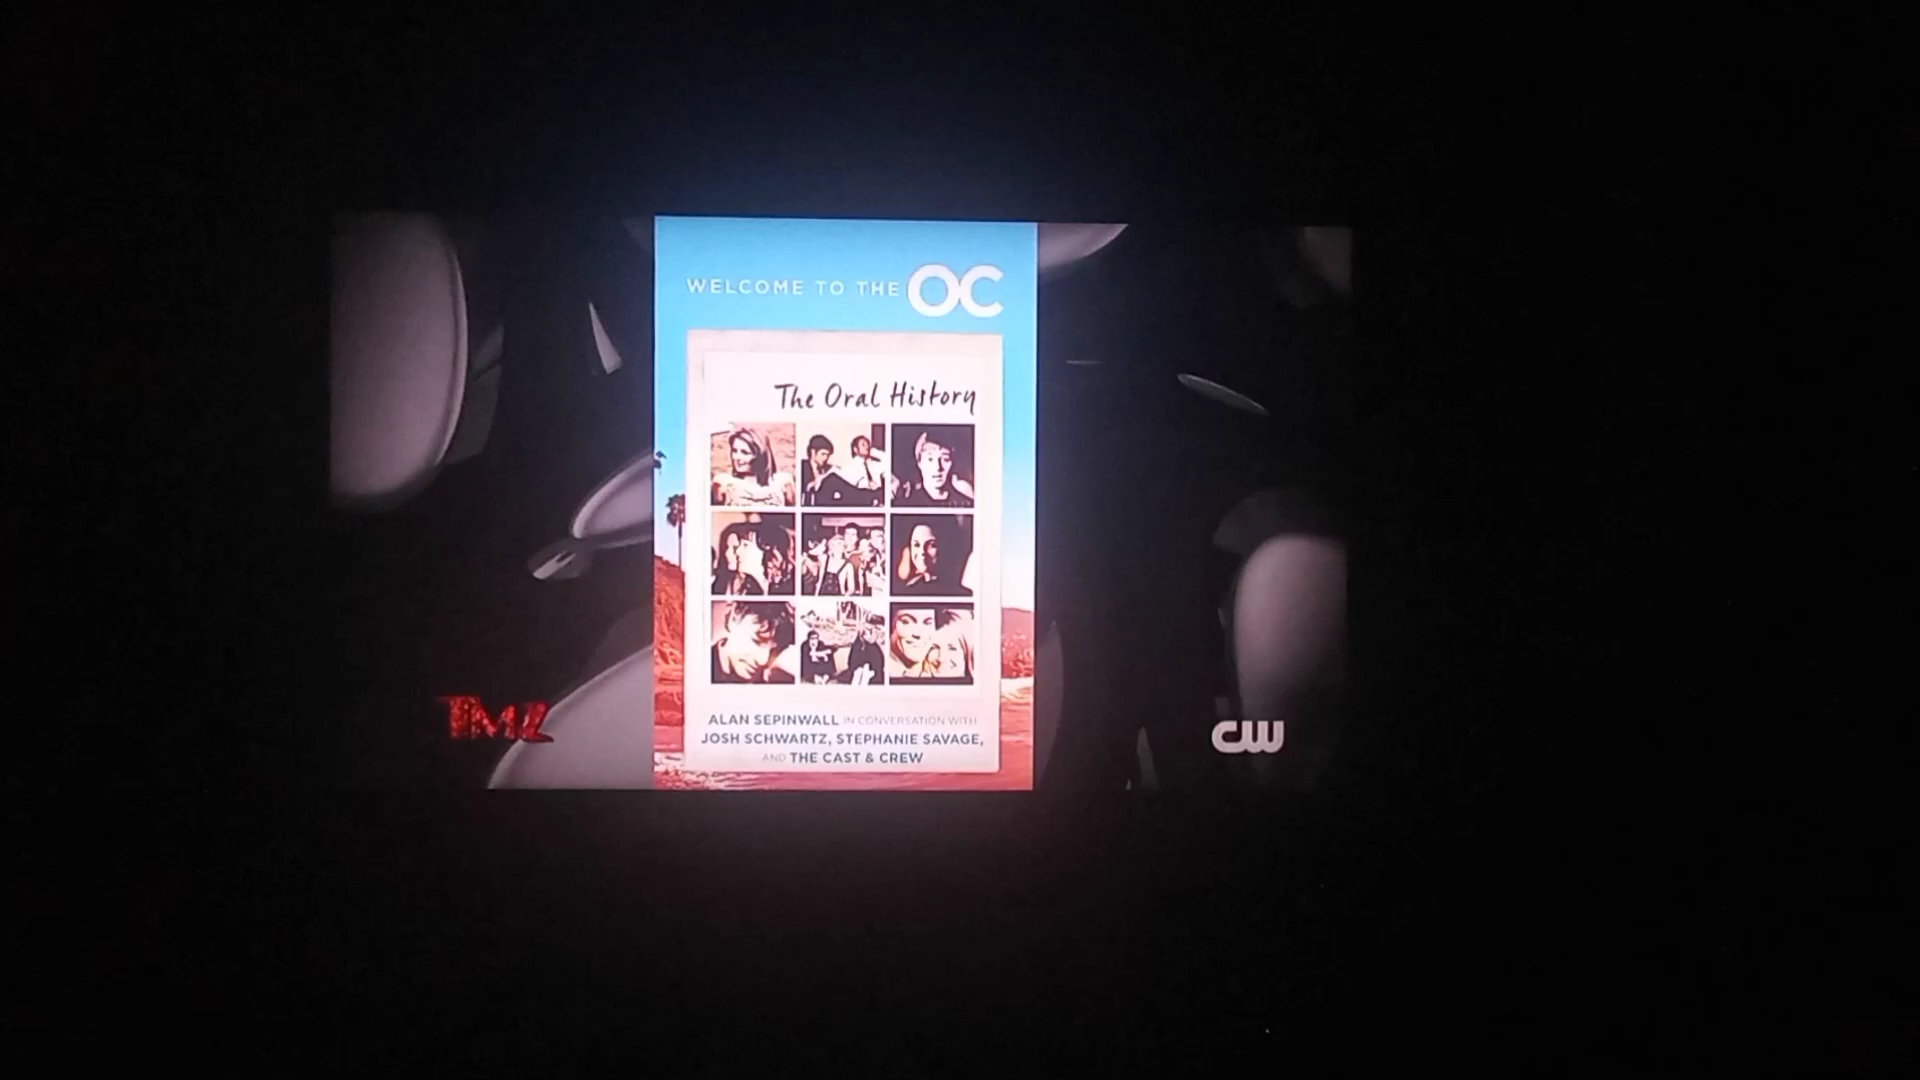 WELCOME TO THE OC
The Oral History
ALAN SEPINWALL IN CONVERSATION WITH
JOSH SCHWARTZ, STEPHANIE SAVAGE,
AND THE CAST & CREW
TMZ
CW